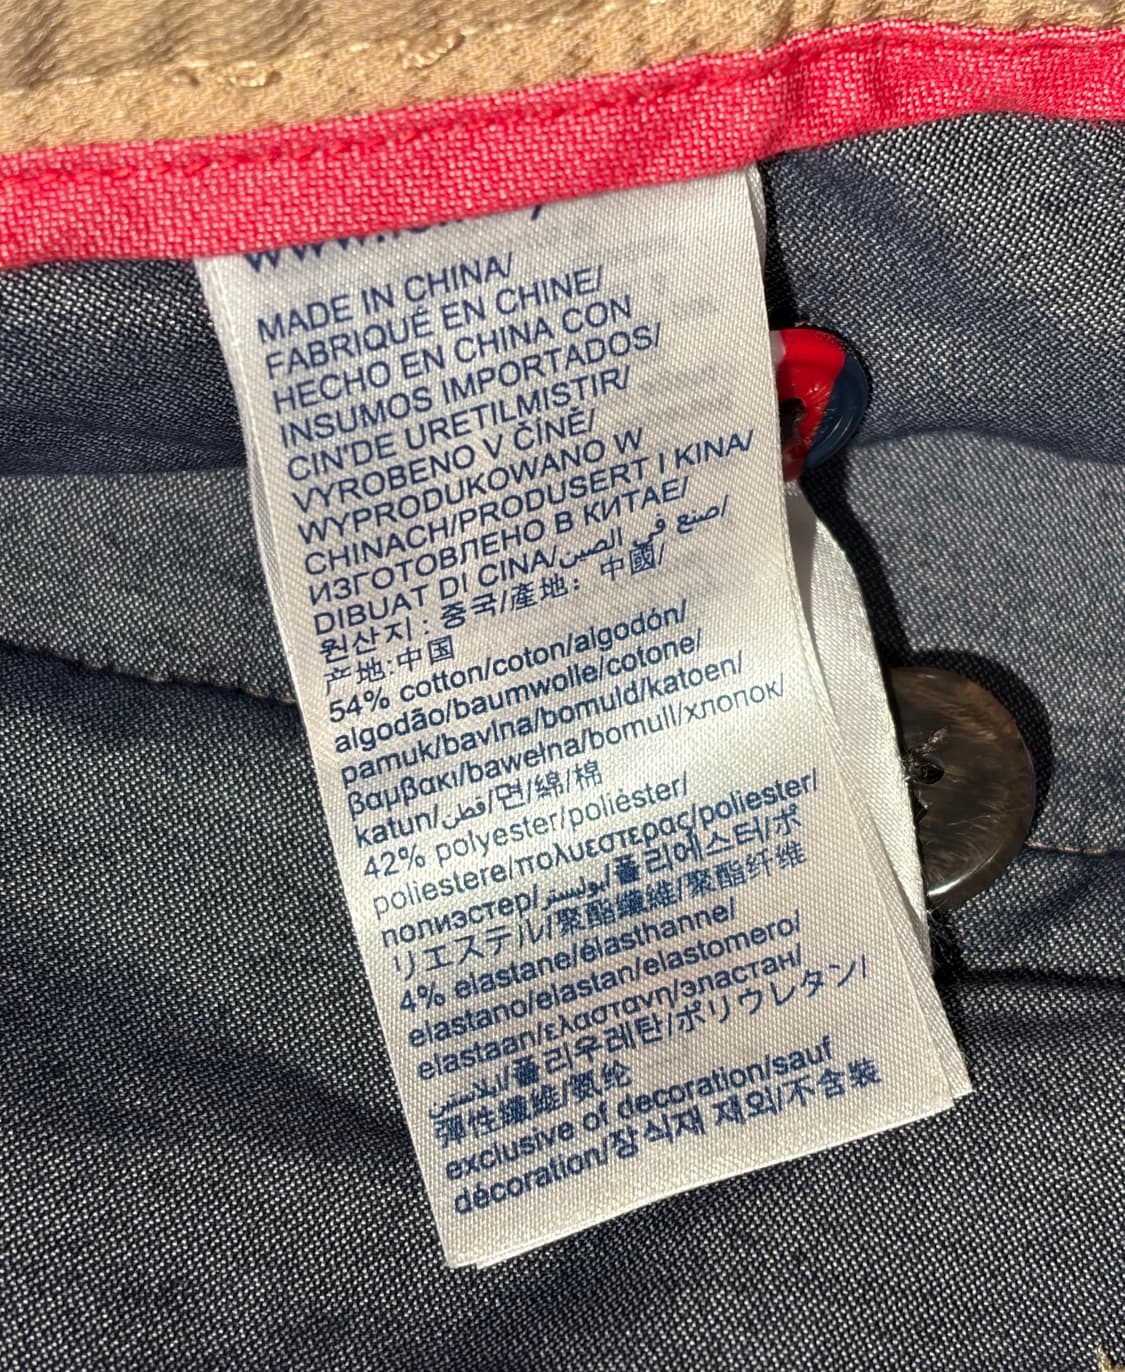 MADE IN CHINA/
FABRIQUÉ EN CHINE/
HECHO EN CHINA CON
INSUMOS IMPORTADOS/
CIN'DE URETILMISTIR/
VYROBENO V ČÍNĚ/
WYPRODUKOWANO W
CHINACH/PRODUSERT I KINA/
ИЗГОТОВЛЕНО В КИТАЕ/
DIBUAT DI CINA/صنع في الصين/
원산지 : 중국/產地: 中國/
产地:中国
54% cotton/coton/algodón/
algodão/baumwolle/cotone/
pamuk/bavlna/bomuld/katoen/
βαμβακι/bawełna/bomull/хлопок/
katun/قطن/면/綿/棉
42% polyester/poliéster/
poliestere/πολυεστερας/poliester/
полиэстер/بوليستر/폴리에스터/ポ
リエステル/聚酯纖維/聚酯纤维
4% elastane/élasthanne/
elastano/elastan/elastomero/
elastaan/ελαστανη/эластан/
إيلاستين/폴리우레탄/ポリウレタン/
彈性纖維/氨纶
exclusive of decoration/sauf
décoration/장식재 제외/不含裝